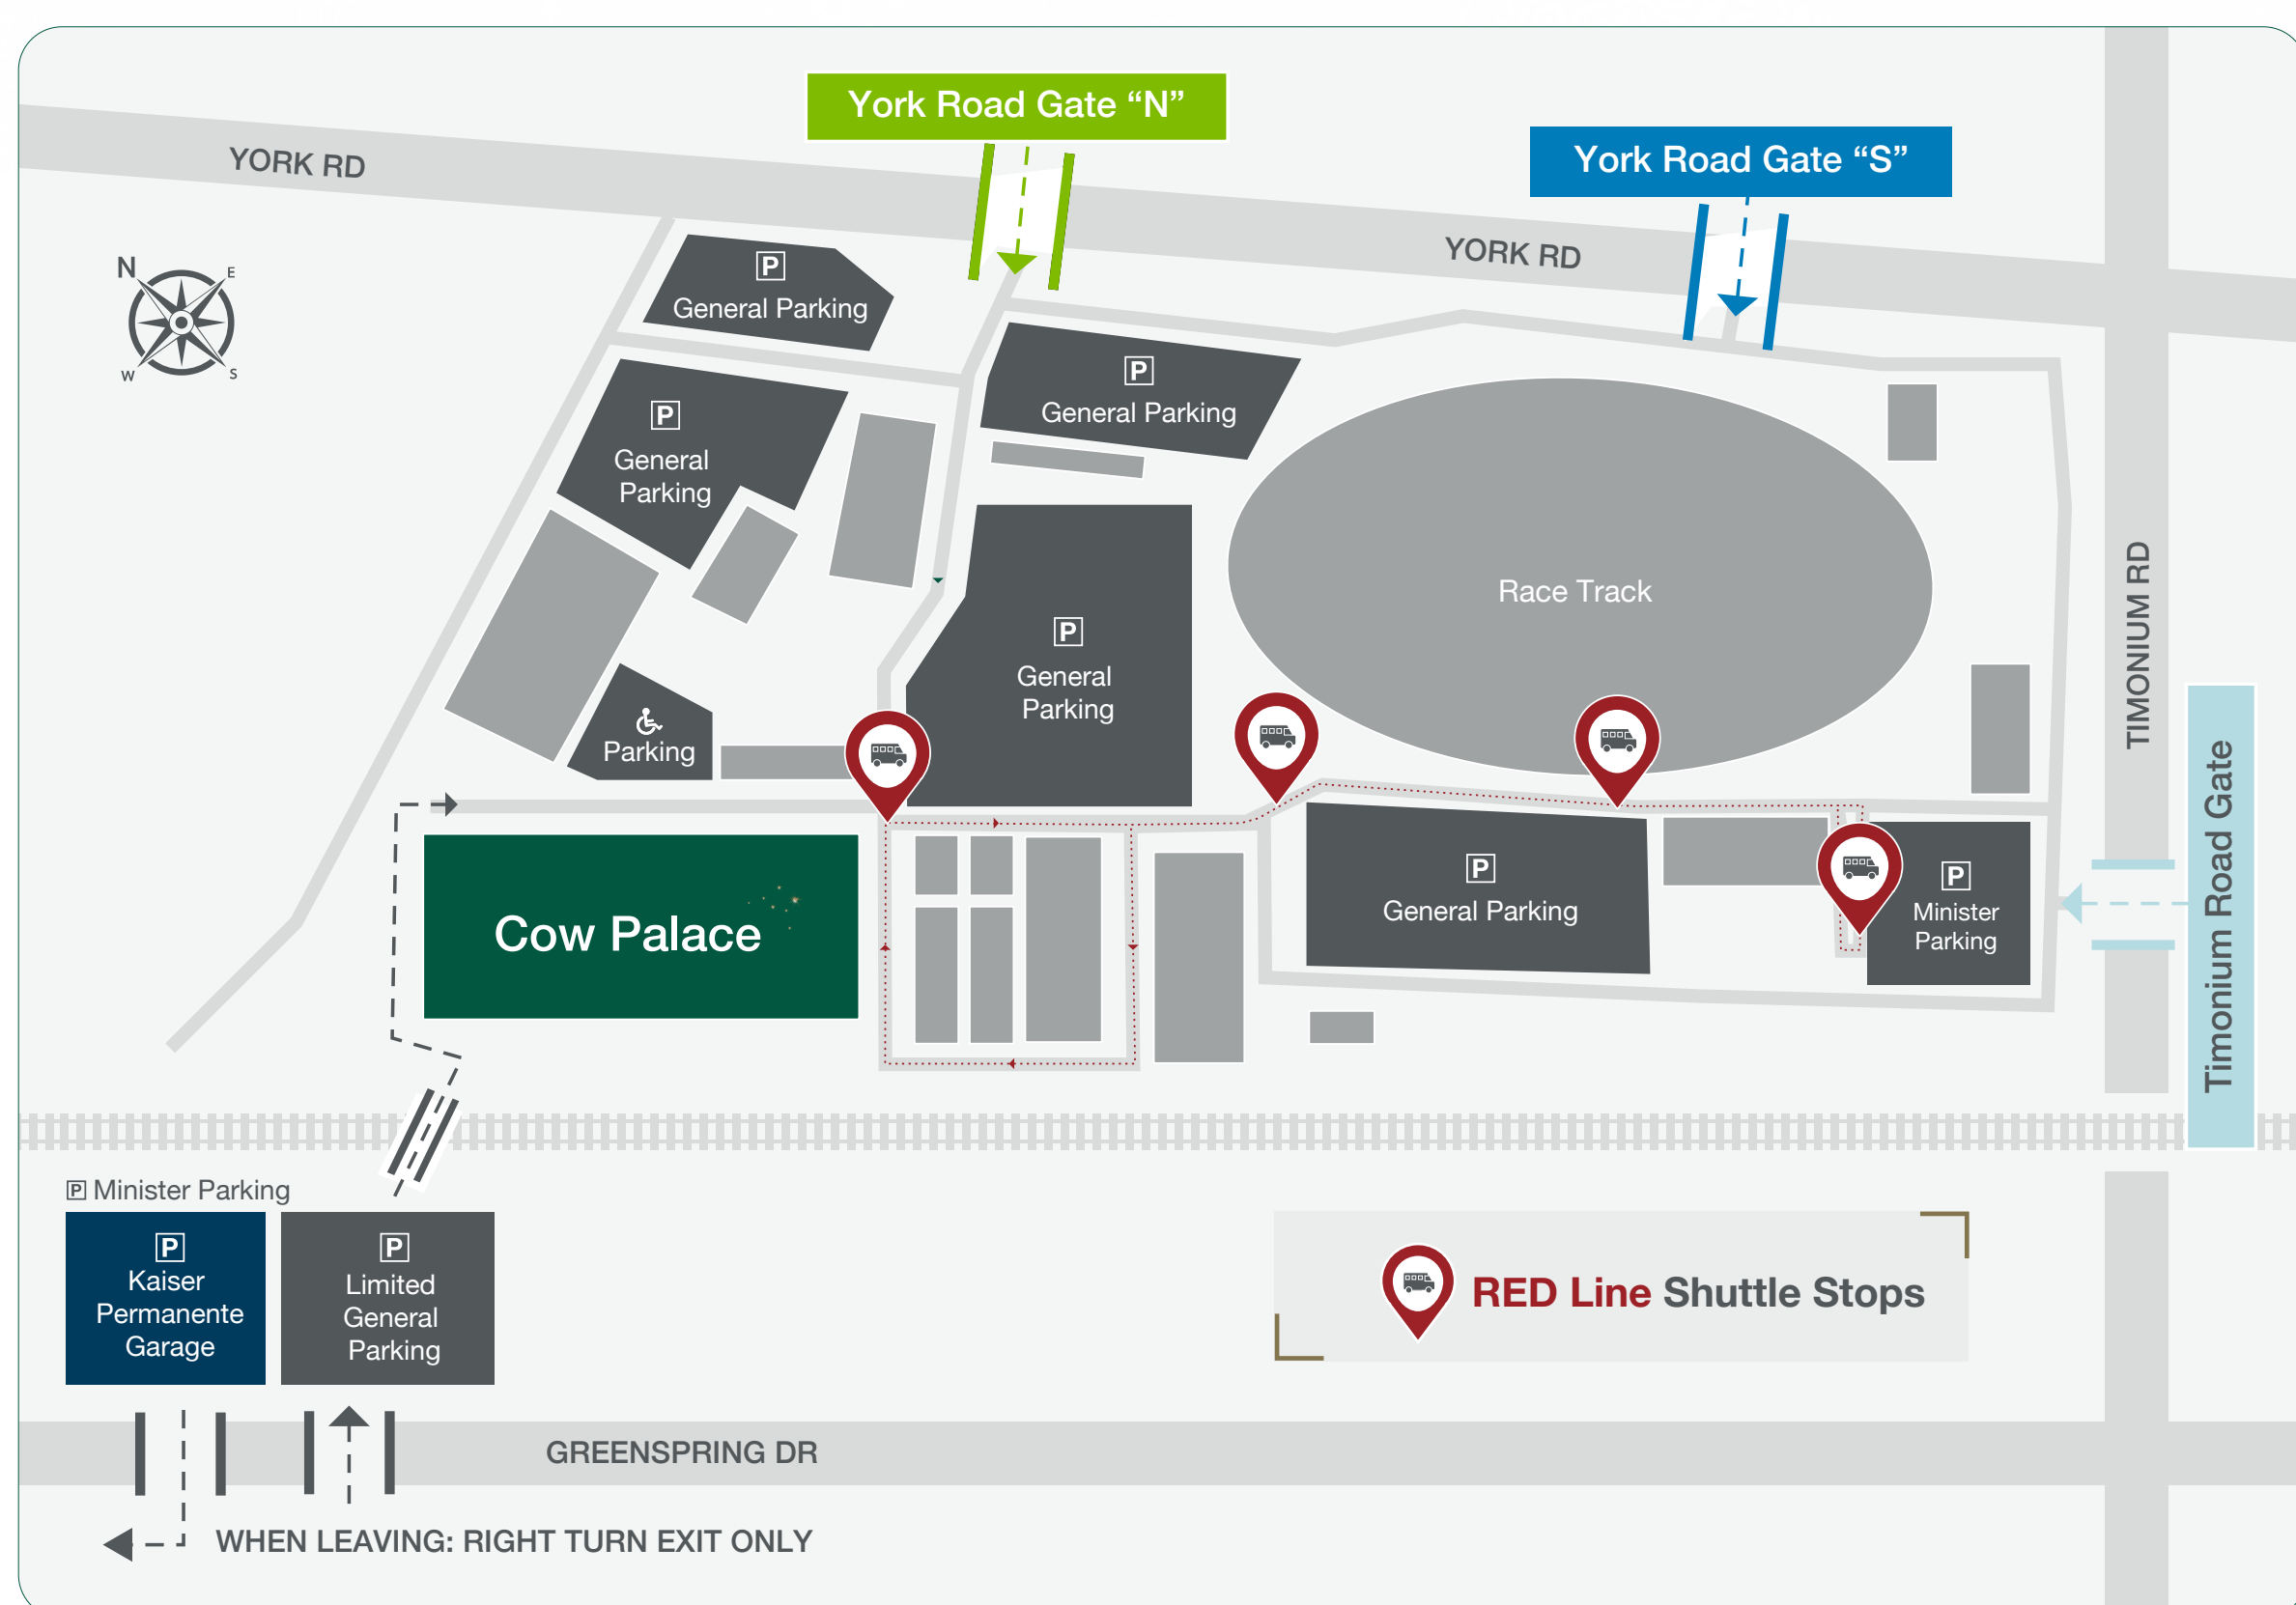 York Road Gate “N”
York Road Gate “S”
YORK RD
YORK RD
N
E
W
S
P
General Parking
P
General Parking
P
General
Parking
Race Track
TIMONIUM RD
P
General
Parking
Parking
Timonium Road Gate
P
General Parking
P
Minister
Parking
Cow Palace
P Minister Parking
P
Kaiser
Permanente
Garage
P
Limited
General
Parking
RED Line Shuttle Stops
GREENSPRING DR
WHEN LEAVING: RIGHT TURN EXIT ONLY